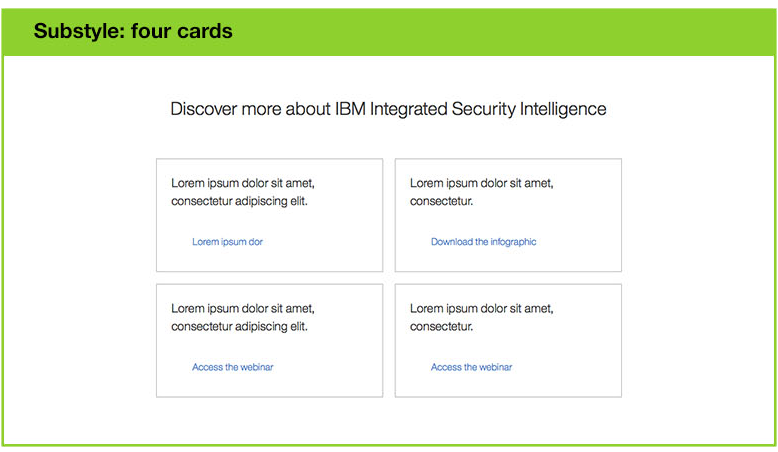 Substyle: four cards
Discover more about IBM Integrated Security Intelligence
Lorem ipsum dolor sit amet,
consectetur adipiscing elit.
Lorem ipsum dor
Lorem ipsum dolor sit amet,
consectetur.
Download the infographic
Lorem ipsum dolor sit amet,
consectetur adipiscing elit.
Access the webinar
Lorem ipsum dolor sit amet,
consectetur.
Access the webinar